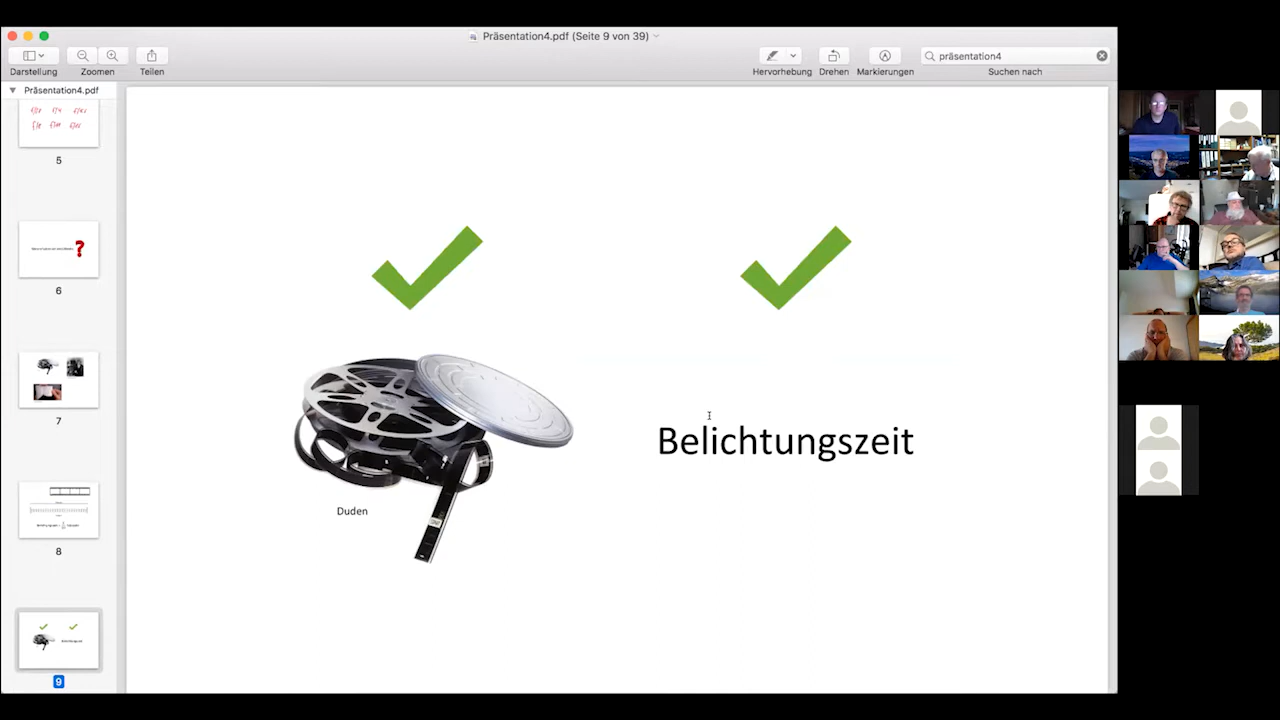 Präsentation4.pdf (Seite 9 von 39)
Darstellung
Zoomen
Teilen
Hervorhebung
Drehen
Markierungen
präsentation4
Suchen nach
Präsentation4.pdf
5
6
?
7
8
9
Belichtungszeit
Duden